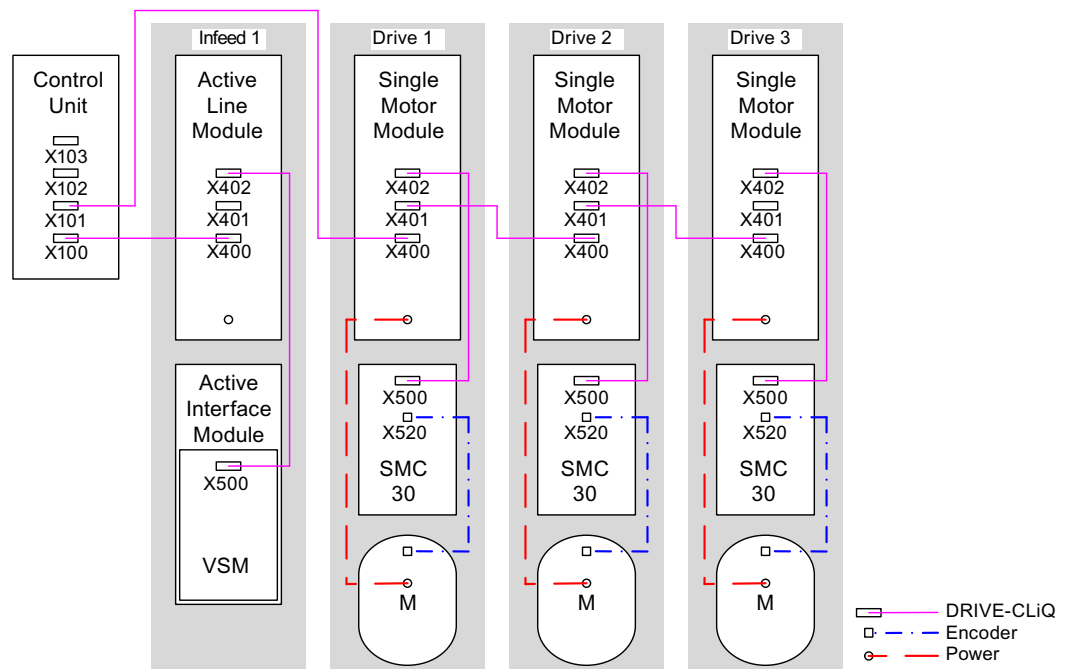 Infeed 1
Drive 1
Drive 2
Drive 3
Control
Unit
X103
X102
X101
X100
Active
Line
Module
X402
X401
X400
Single
Motor
Module
X402
X401
X400
Single
Motor
Module
X402
X401
X400
Single
Motor
Module
X402
X401
X400
Active
Interface
Module
X500
VSM
X500
X520
SMC
30
M
X500
X520
SMC
30
M
X500
X520
SMC
30
M
DRIVE-CLiQ
Encoder
Power